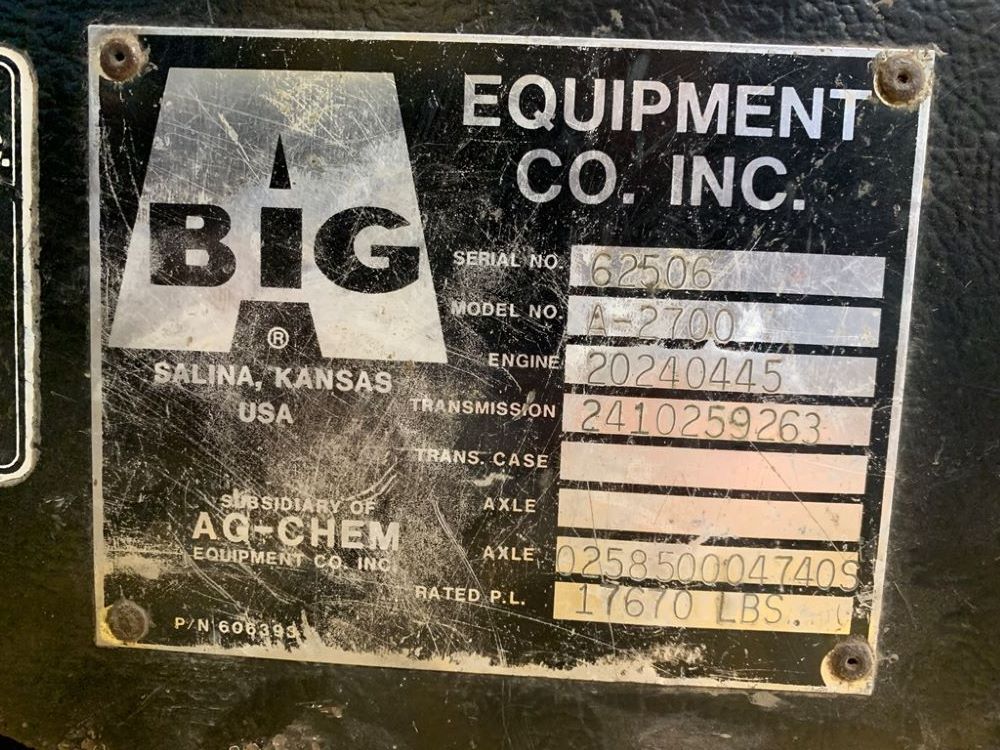 BIG A ®
SALINA, KANSAS
USA
SUBSIDIARY OF
AG-CHEM
EQUIPMENT CO. INC.
P/N 606393
EQUIPMENT
CO. INC.
SERIAL NO. 62506
MODEL NO. A-2700
ENGINE 20240445
TRANSMISSION 2410259263
TRANS. CASE
AXLE
AXLE 025850004740S
RATED P.L. 17670 LBS.